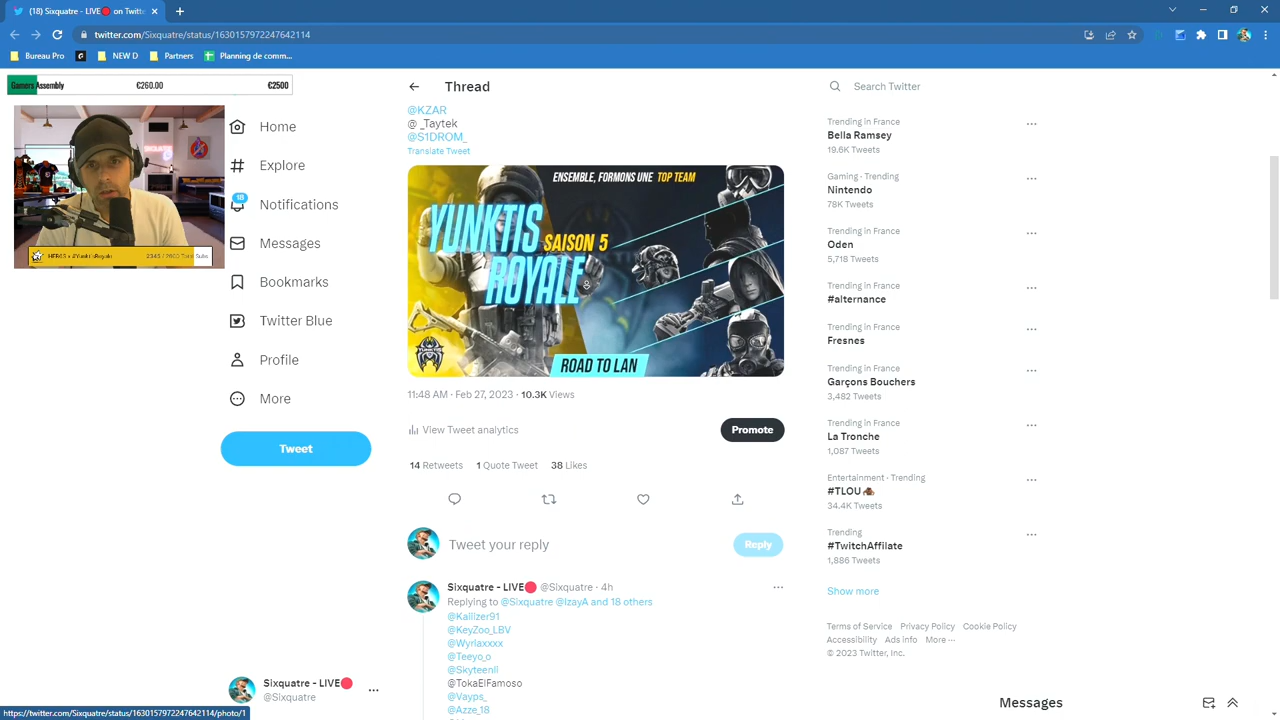 (18) Sixquatre - LIVE🔴 on Twitte
twitter.com/Sixquatre/status/1630157972247642114
Bureau Pro
NEW D
Partners
Planning de comm...
Gamers Assembly €260.00 €2500
Home
Explore
18
Notifications
Messages
Bookmarks
Twitter Blue
Profile
More
Tweet
Sixquatre - LIVE🔴
@Sixquatre
https://twitter.com/Sixquatre/status/1630157972247642114/photo/1
Thread
@KZAR
@_Taytek
@S1DROM_
Translate Tweet
ENSEMBLE, FORMONS UNE TOP TEAM
YUNKTIS
SAISON 5
ROYALE
YUNKTIS
ROAD TO LAN
11:48 AM · Feb 27, 2023 · 10.3K Views
View Tweet analytics
Promote
14 Retweets 1 Quote Tweet 38 Likes
Tweet your reply
Reply
Sixquatre - LIVE🔴 @Sixquatre · 4h
Replying to @Sixquatre @IzayA and 18 others
@Kaiilzer91
@KeyZoo_LBV
@Wyrlaxxxx
@Teeyo_o
@Skyteenll
@TokaElFamoso
@Vayps_
@Azze_18
Search Twitter
Trending in France
Bella Ramsey
19.6K Tweets
Gaming · Trending
Nintendo
78K Tweets
Trending in France
Oden
5,718 Tweets
Trending in France
#alternance
Trending in France
Fresnes
Trending in France
Garçons Bouchers
3,482 Tweets
Trending in France
La Tronche
1,087 Tweets
Entertainment · Trending
#TLOU
34.4K Tweets
Trending
#TwitchAffilate
1,886 Tweets
Show more
Terms of Service Privacy Policy Cookie Policy
Accessibility Ads info More ···
© 2023 Twitter, Inc.
Messages